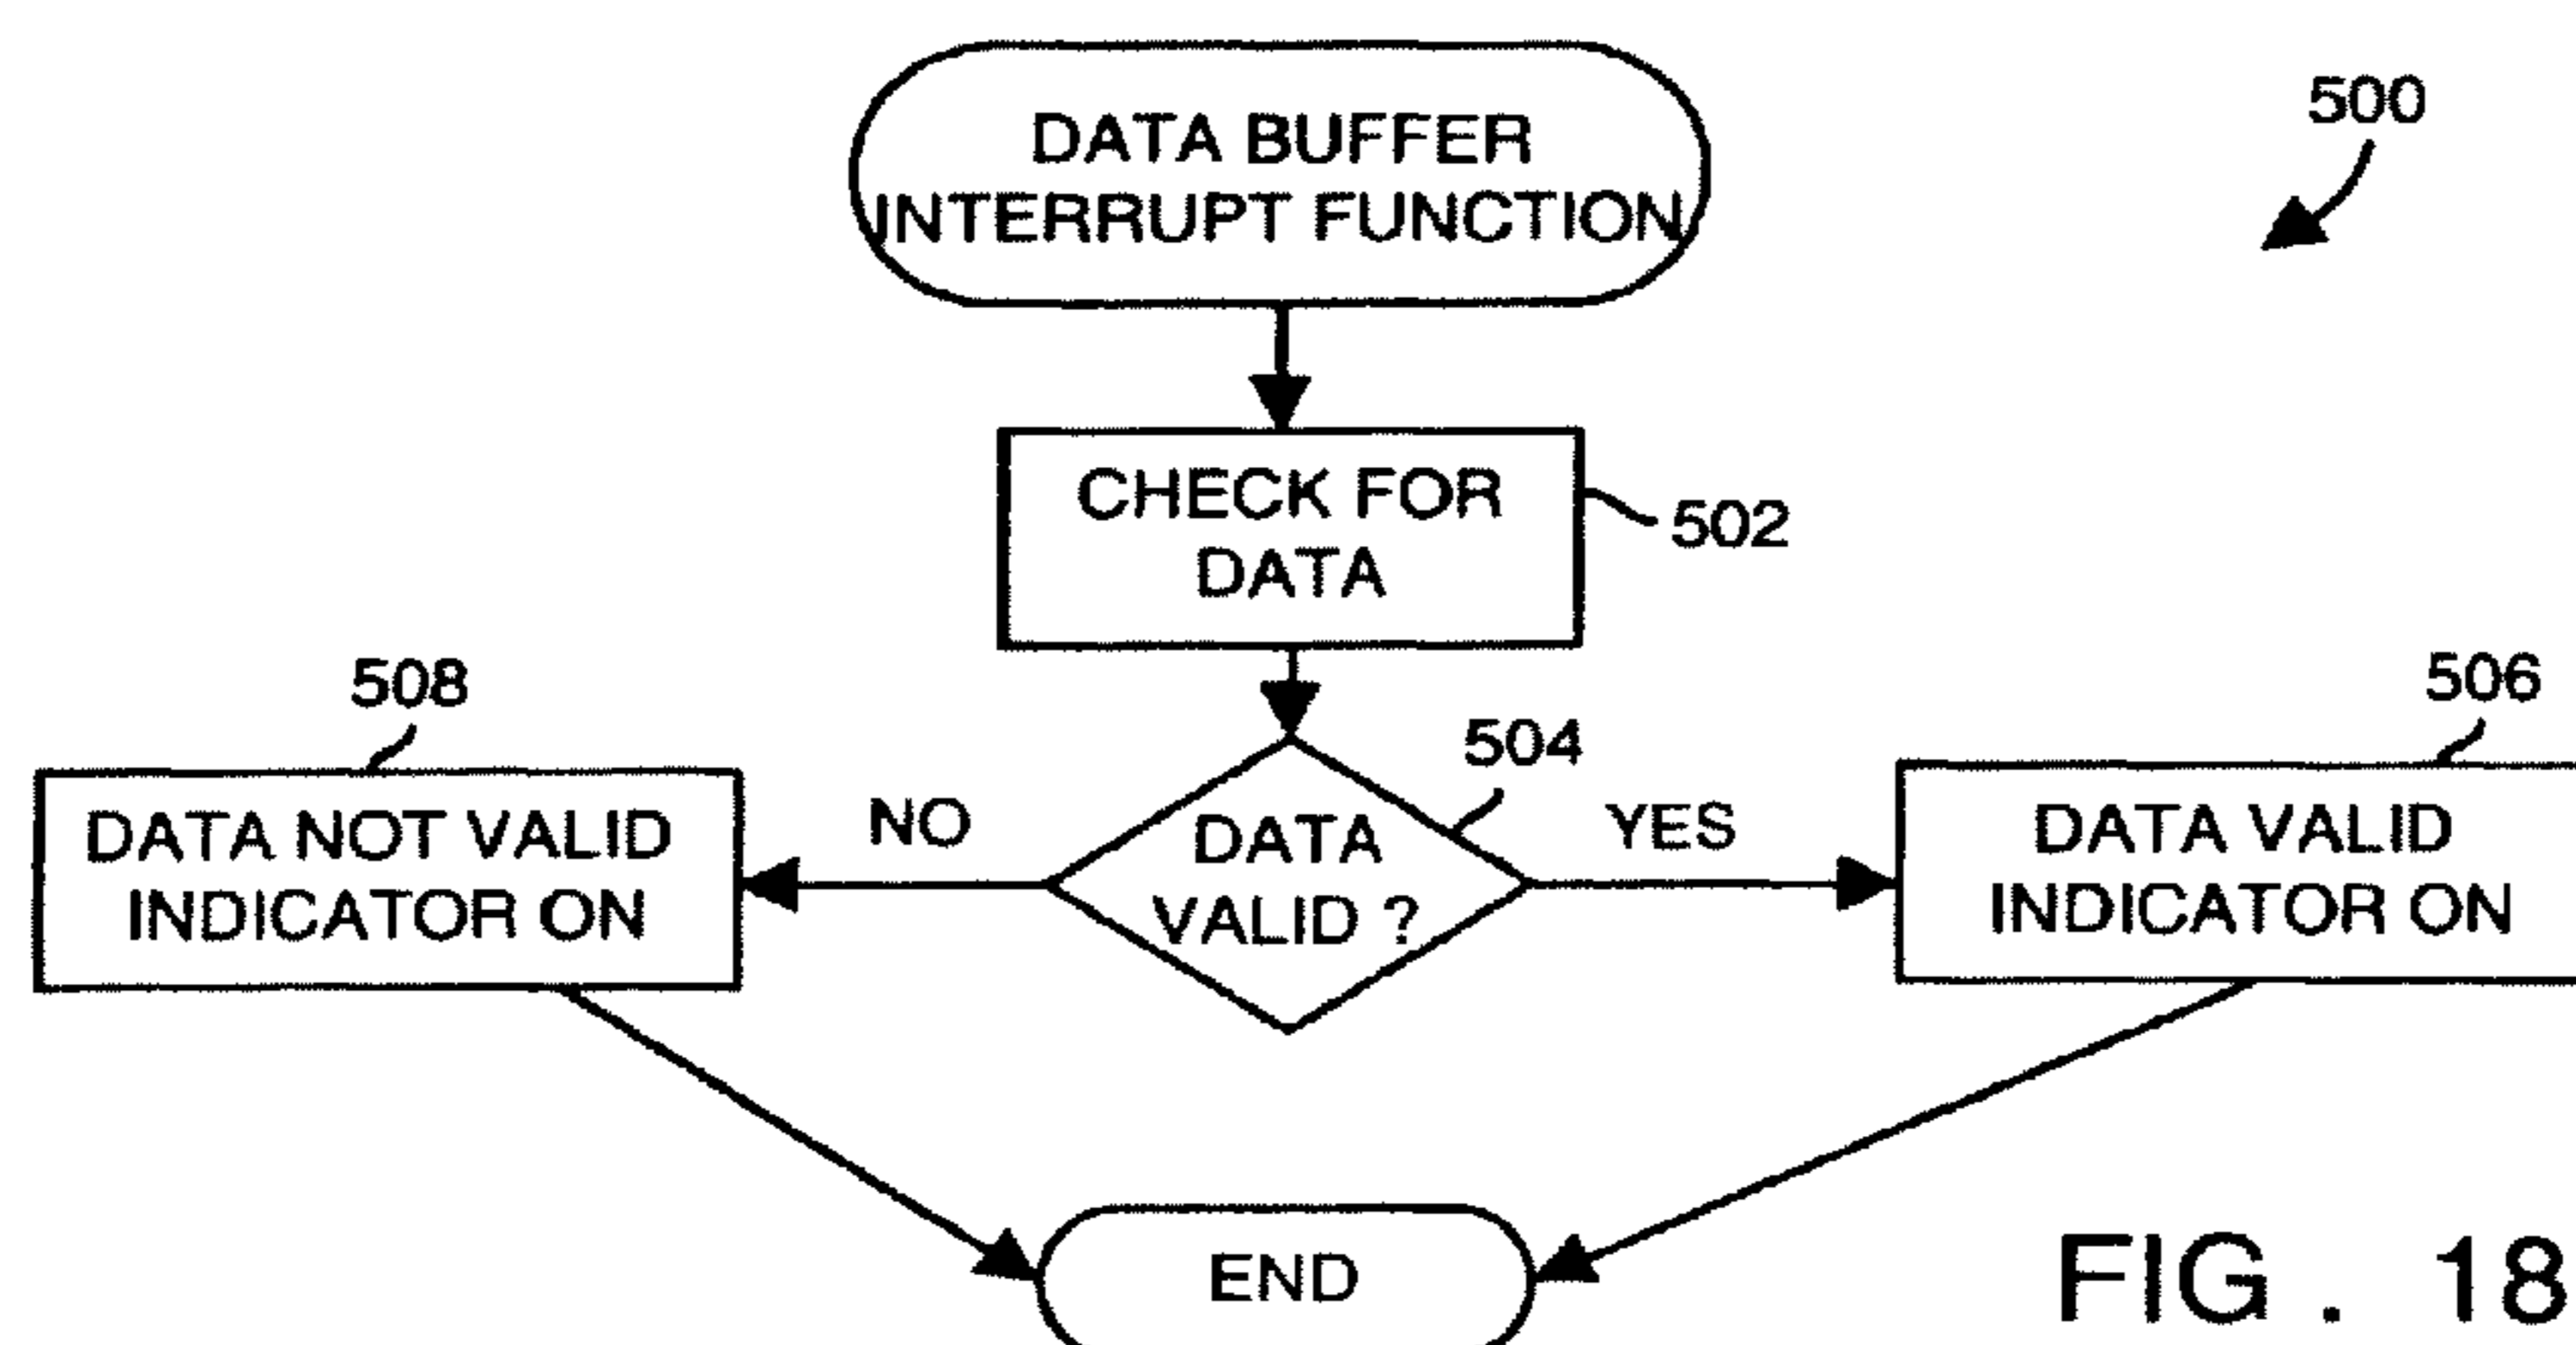 DATA BUFFER
INTERRUPT FUNCTION
500
CHECK FOR
DATA
502
508
504
506
DATA NOT VALID
INDICATOR ON
NO
DATA
VALID ?
YES
DATA VALID
INDICATOR ON
END
FIG . 18